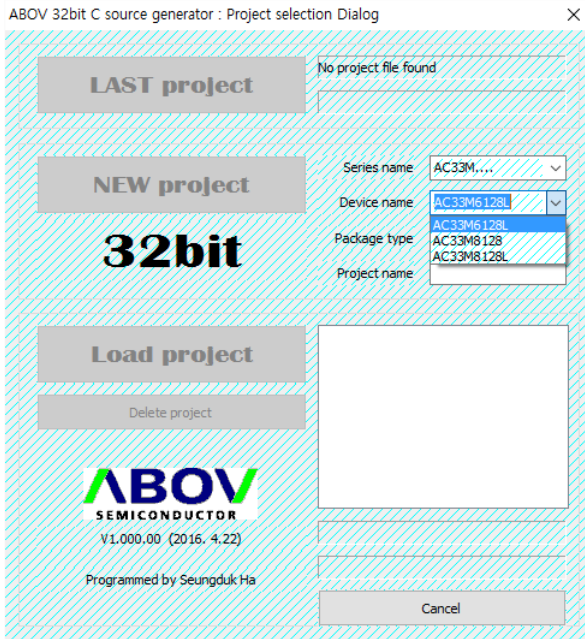 ABOV 32bit C source generator : Project selection Dialog
LAST project
No project file found
NEW project
32bit
Series name AC33M....
Device name AC33M6128L
AC33M6128L
AC33M8128
AC33M8128L
Package type
Project name
Load project
Delete project
ABOV
SEMICONDUCTOR
V1.000.00 (2016. 4.22)
Programmed by Seungduk Ha
Cancel